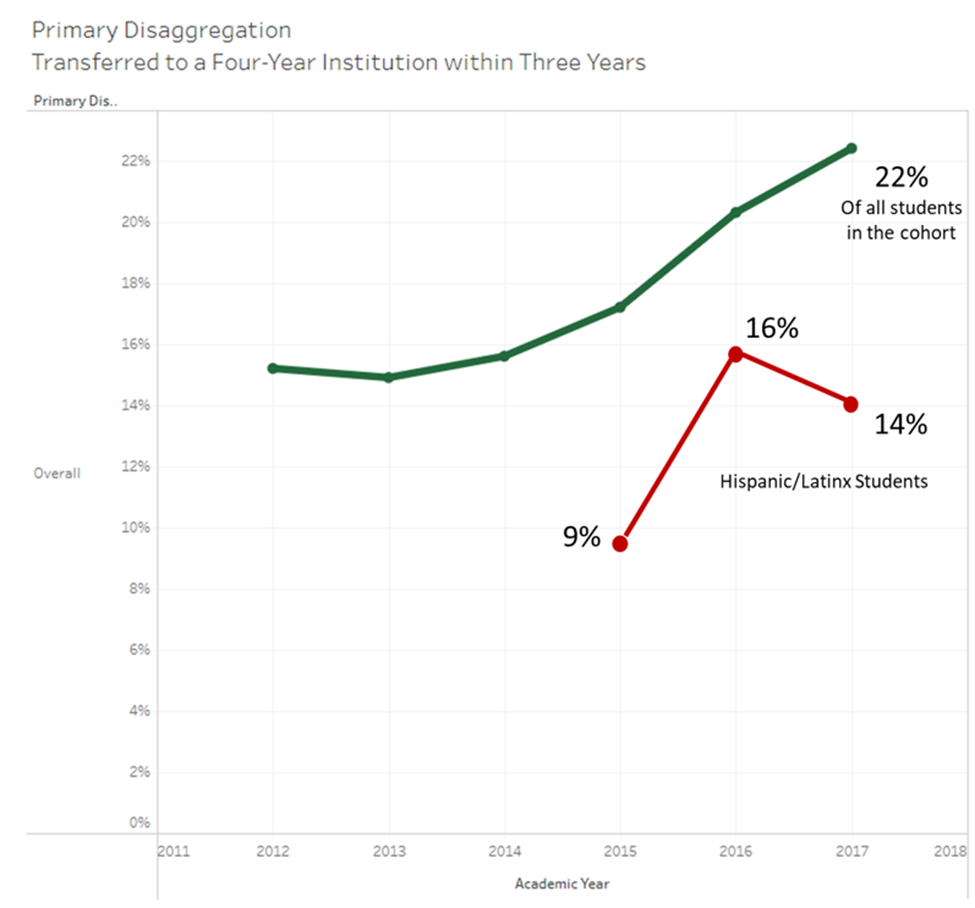 Primary Disaggregation
Transferred to a Four-Year Institution within Three Years
Primary Dis..
22%
22%
Of all students
in the cohort
20%
18%
16%
16%
14%
14%
Overall
12%
Hispanic/Latinx Students
10%
9%
8%
6%
4%
2%
0%
2011 2012 2013 2014 2015 2016 2017 2018
Academic Year